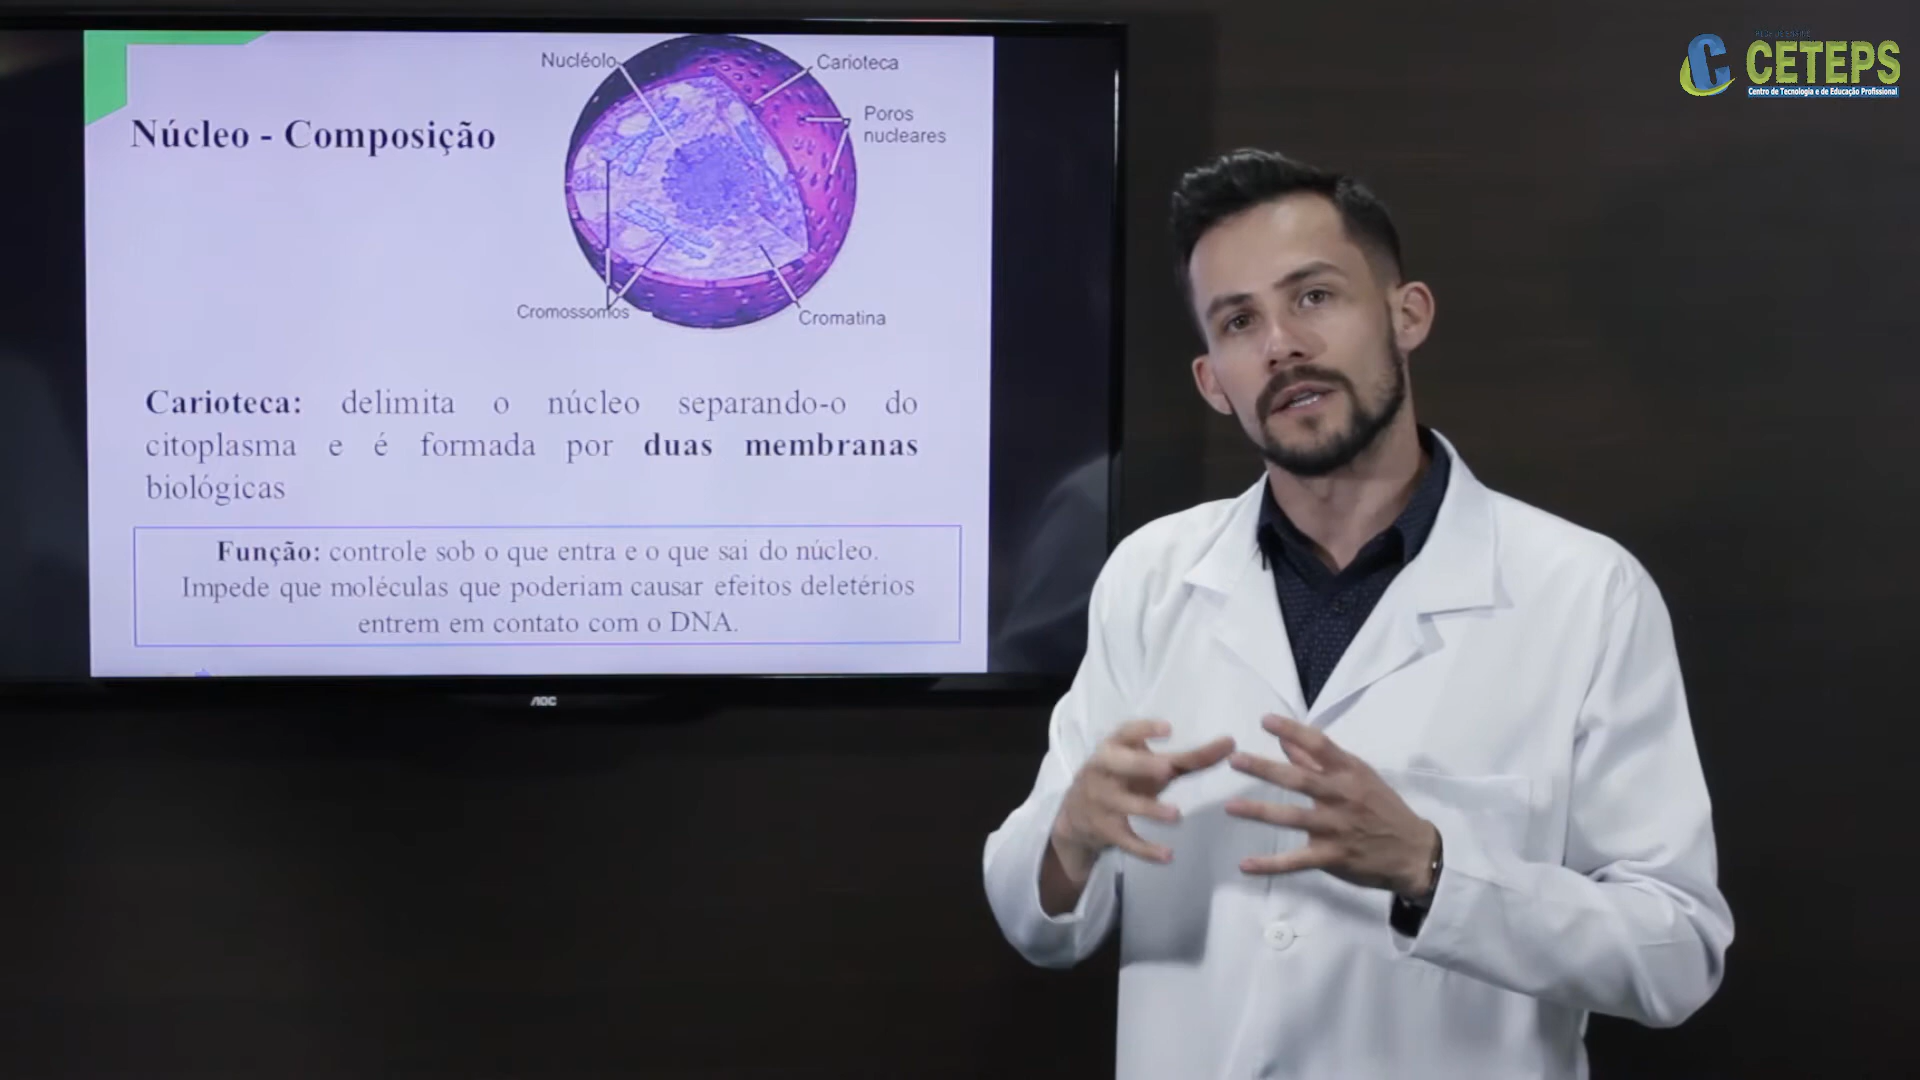 CETEPS
Centro de Tecnologia e de Educação Profissional
Núcleo - Composição
Nucléolo
Carioteca
Poros
nucleares
Cromossomos
Cromatina
Carioteca: delimita o núcleo separando-o do
citoplasma e é formada por duas membranas
biológicas
Função: controle sob o que entra e o que sai do núcleo.
Impede que moléculas que poderiam causar efeitos deletérios
entrem em contato com o DNA.
AOC